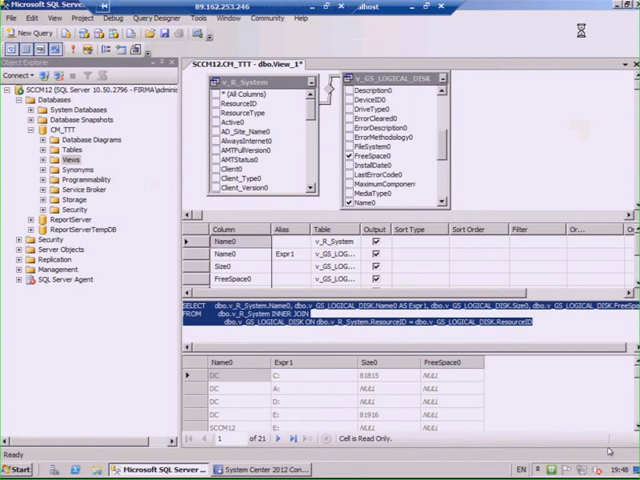 Microsoft SQL Server
89.162.253.246
alhost
File Edit View Project Debug Query Designer Tools Window Community Help
New Query
Change Type
Object Explorer
SCCM12.CM_TTT - dbo.View_1*
Connect
SCCM12 (SQL Server 10.50.2796 - FIRMA\adminis
Databases
System Databases
Database Snapshots
CM_TTT
Database Diagrams
Tables
Views
Synonyms
Programmability
Service Broker
Storage
Security
ReportServer
ReportServerTempDB
Security
Server Objects
Replication
Management
SQL Server Agent
v_R_System
* (All Columns)
ResourceID
ResourceType
Active0
AD_Site_Name0
AlwaysInternet0
AMTFullVersion0
AMTStatus0
Client0
Client_Type0
Client_Version0
v_GS_LOGICAL_DISK
Description0
DeviceID0
DriveType0
ErrorCleared0
ErrorDescription0
ErrorMethodology0
FileSystem0
FreeSpace0
InstallDate0
LastErrorCode0
MaximumComponen
MediaType0
Name0
Column Alias Table Output Sort Type Sort Order Filter Or...
Name0 v_R_System
Name0 Expr1 v_GS_LOG...
Size0 v_GS_LOG...
FreeSpace0 v_GS_LOG...
SELECT dbo.v_R_System.Name0, dbo.v_GS_LOGICAL_DISK.Name0 AS Expr1, dbo.v_GS_LOGICAL_DISK.Size0, dbo.v_GS_LOGICAL_DISK.FreeSpa
FROM dbo.v_R_System INNER JOIN
dbo.v_GS_LOGICAL_DISK ON dbo.v_R_System.ResourceID = dbo.v_GS_LOGICAL_DISK.ResourceID
Name0 Expr1 Size0 FreeSpace0
DC C: 81815 NULL
DC A: NULL NULL
DC D: NULL NULL
DC E: 81916 NULL
SCCM12 E: NULL NULL
1 of 21 Cell is Read Only.
Ready
Start Microsoft SQL Server ... System Center 2012 Con... EN 19:48